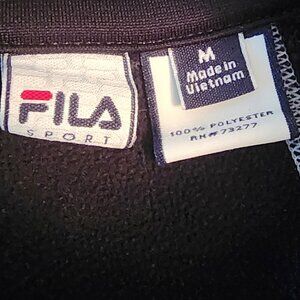 FILA
SPORT
M
Made in
Vietnam
100% POLYESTER
RN# 73277